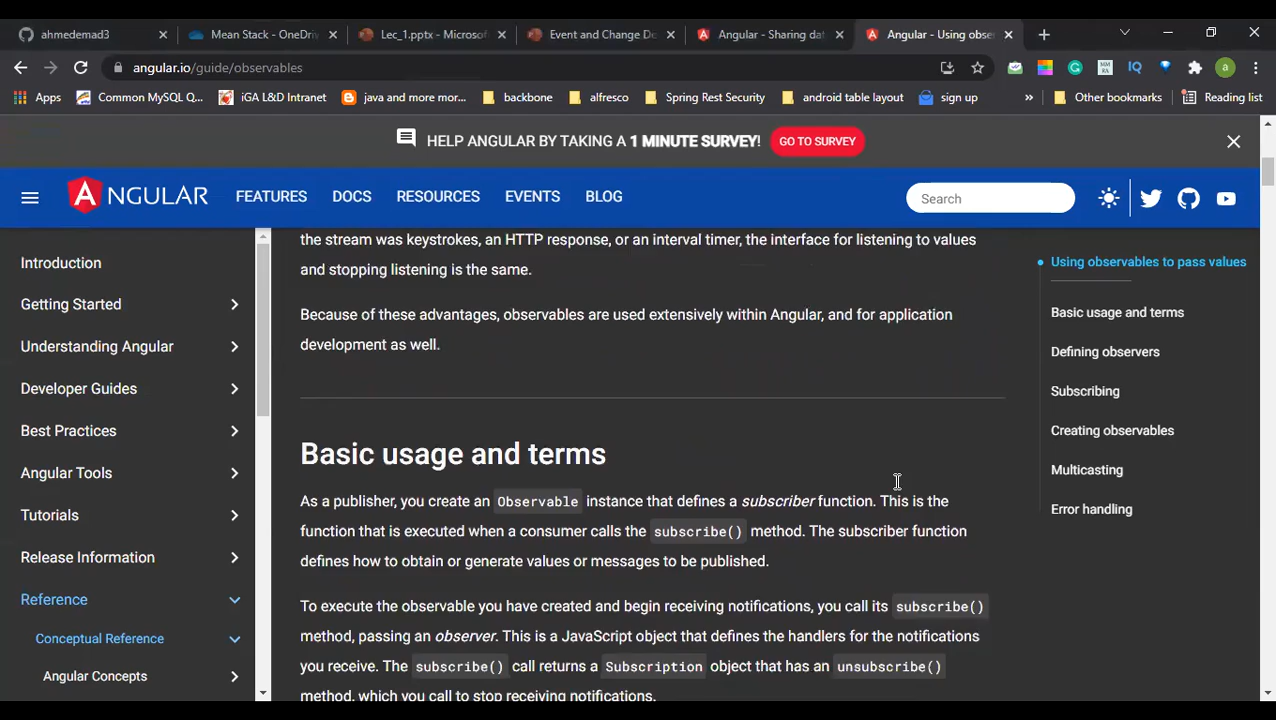 ahmedemad3
Mean Stack - OneDriv
Lec_1.pptx - Microsof
Event and Change De
Angular - Sharing dat
Angular - Using obser
angular.io/guide/observables
Apps
Common MySQL Q...
iGA L&D Intranet
java and more mor...
backbone
alfresco
Spring Rest Security
android table layout
sign up
»
Other bookmarks
Reading list
HELP ANGULAR BY TAKING A 1 MINUTE SURVEY!
GO TO SURVEY
ANGULAR
FEATURES
DOCS
RESOURCES
EVENTS
BLOG
Search
Introduction
Getting Started
Understanding Angular
Developer Guides
Best Practices
Angular Tools
Tutorials
Release Information
Reference
Conceptual Reference
Angular Concepts
the stream was keystrokes, an HTTP response, or an interval timer, the interface for listening to values
and stopping listening is the same.
Because of these advantages, observables are used extensively within Angular, and for application
development as well.
Basic usage and terms
As a publisher, you create an Observable instance that defines a subscriber function. This is the
function that is executed when a consumer calls the subscribe() method. The subscriber function
defines how to obtain or generate values or messages to be published.
To execute the observable you have created and begin receiving notifications, you call its subscribe()
method, passing an observer. This is a JavaScript object that defines the handlers for the notifications
you receive. The subscribe() call returns a Subscription object that has an unsubscribe()
method, which you call to stop receiving notifications.
Using observables to pass values
Basic usage and terms
Defining observers
Subscribing
Creating observables
Multicasting
Error handling